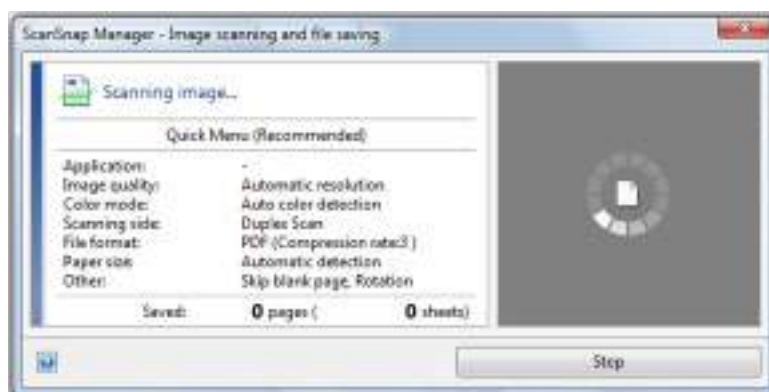 ScanSnap Manager - Image scanning and file saving
Scanning image...
Quick Menu (Recommended)
Application: -
Image quality: Automatic resolution
Color mode: Auto color detection
Scanning side: Duplex Scan
File format: PDF (Compression rate:3 )
Paper size: Automatic detection
Other: Skip blank page, Rotation
Saved: 0 pages ( 0 sheets)
Stop